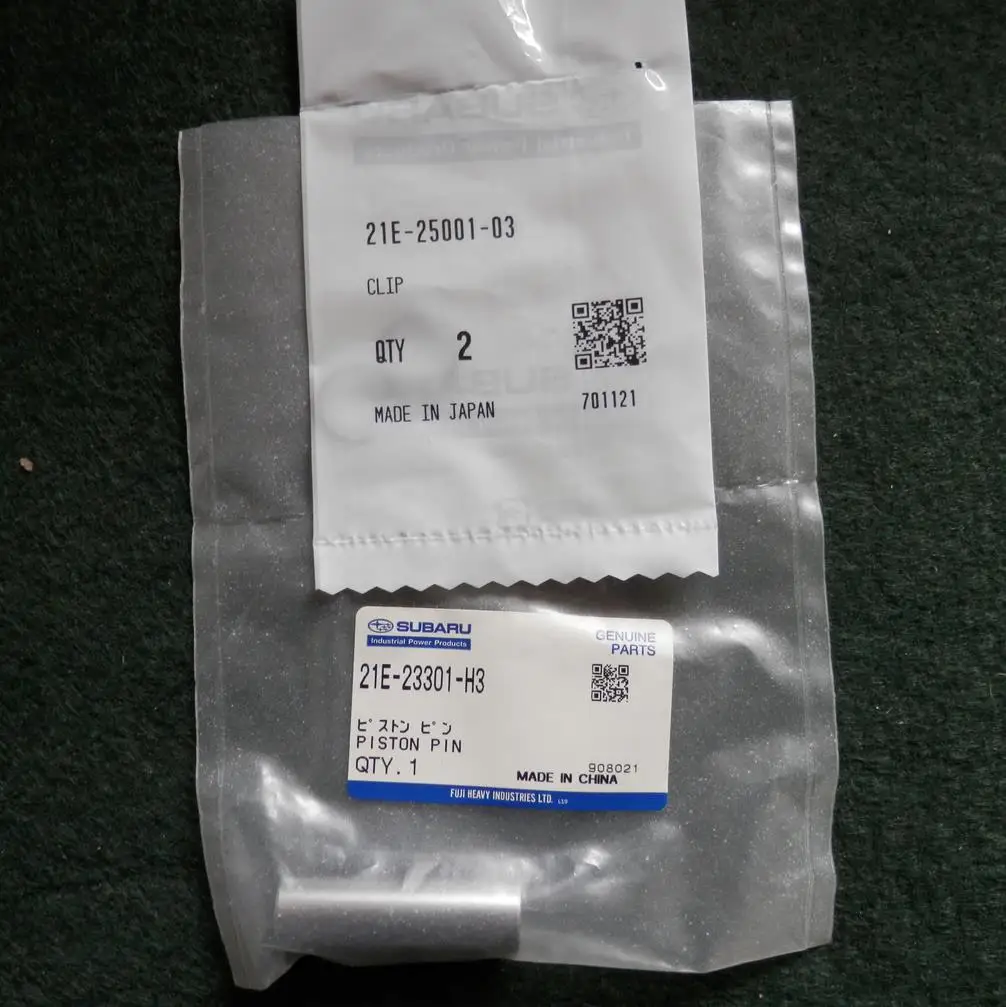 21E-25001-03
CLIP
QTY 2
MADE IN JAPAN
701121
SUBARU
Industrial Power Products
GENUINE
PARTS
21E-23301-H3
ピストン ピン
PISTON PIN
QTY. 1
908021
MADE IN CHINA
FUJI HEAVY INDUSTRIES LTD.